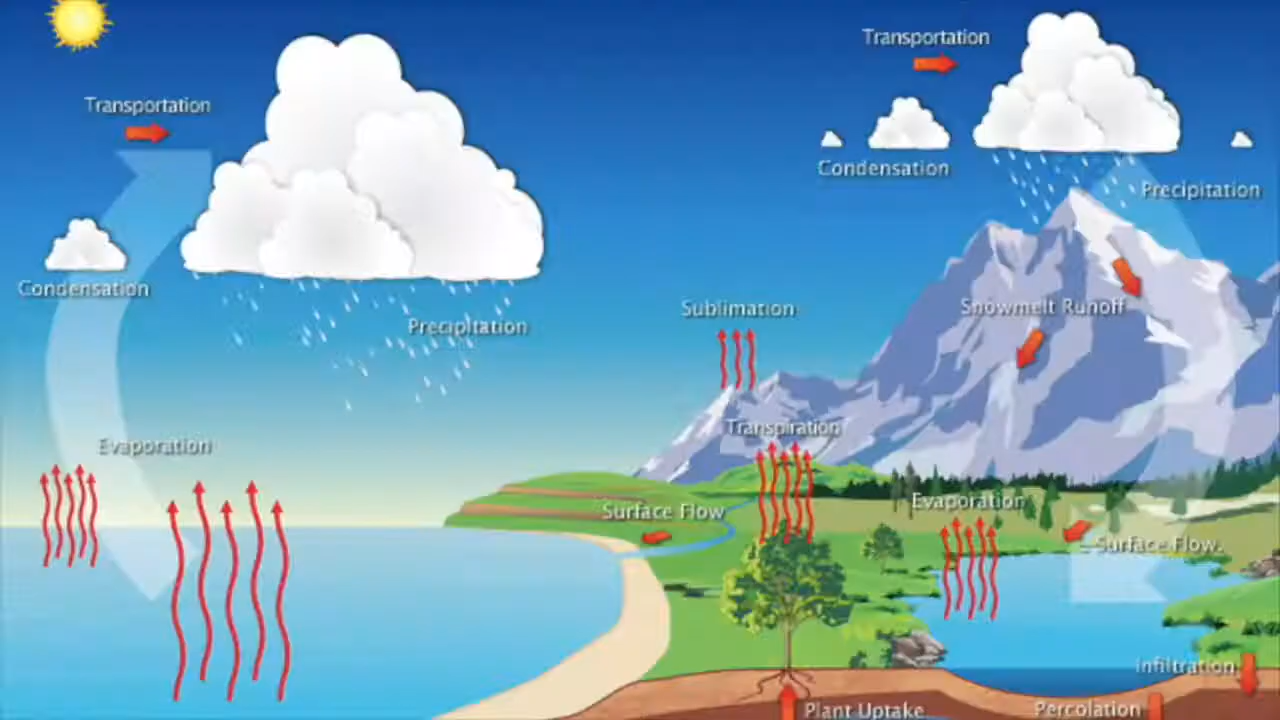 Transportation
Transportation
Condensation
Precipitation
Condensation
Sublimation
Snowmelt Runoff
Precipitation
Transpiration
Evaporation
Evaporation
Surface Flow
Surface Flow
Infiltration
Plant Uptake
Percolation